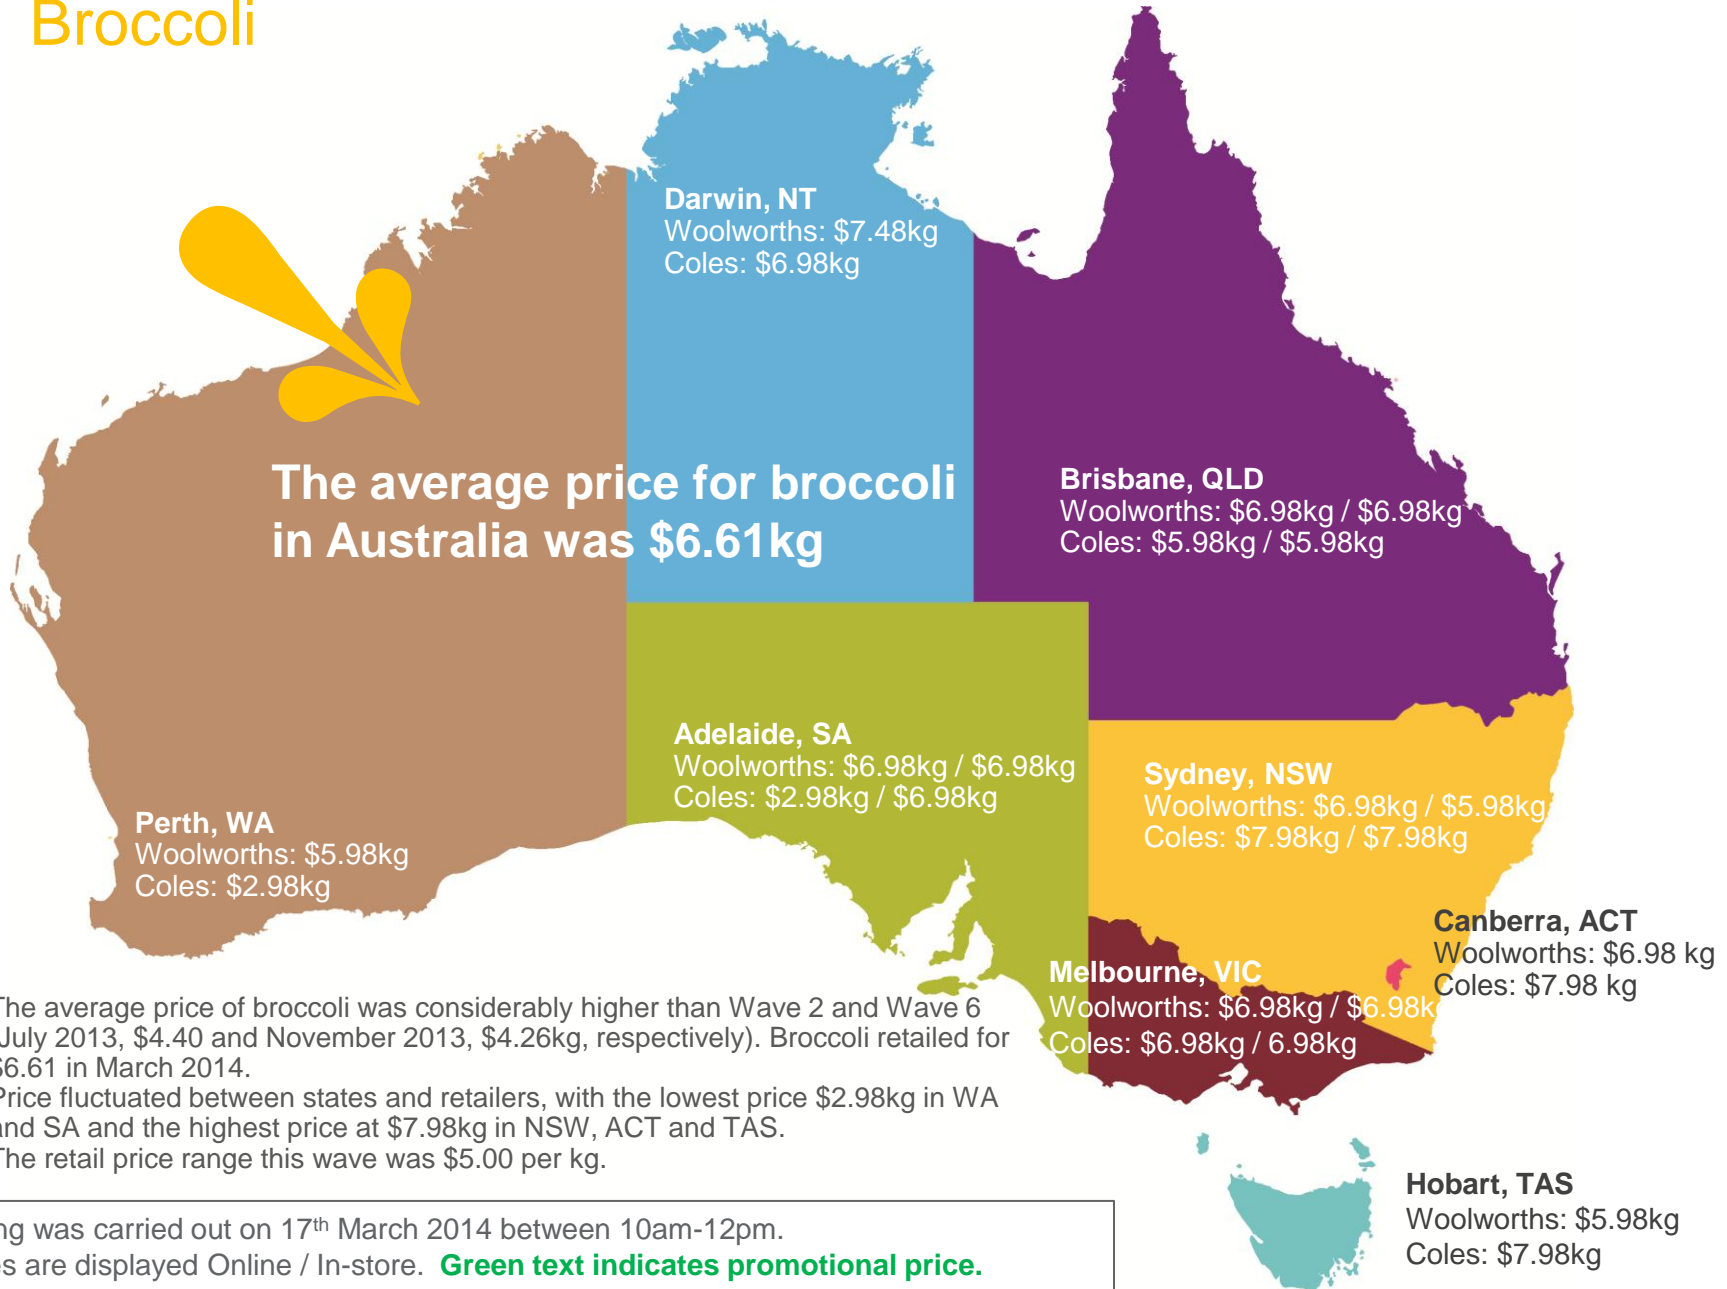 Broccoli
Darwin, NT
Woolworths: $7.48kg
Coles: $6.98kg
The average price for broccoli
in Australia was $6.61kg
Brisbane, QLD
Woolworths: $6.98kg / $6.98kg
Coles: $5.98kg / $5.98kg
Adelaide, SA
Woolworths: $6.98kg / $6.98kg
Coles: $2.98kg / $6.98kg
Sydney, NSW
Woolworths: $6.98kg / $5.98kg
Coles: $7.98kg / $7.98kg
Perth, WA
Woolworths: $5.98kg
Coles: $2.98kg
Canberra, ACT
Woolworths: $6.98 kg
Coles: $7.98 kg
Melbourne, VIC
Woolworths: $6.98kg / $6.98k
Coles: $6.98kg / 6.98kg
The average price of broccoli was considerably higher than Wave 2 and Wave 6
July 2013, $4.40 and November 2013, $4.26kg, respectively). Broccoli retailed for
$6.61 in March 2014.
Price fluctuated between states and retailers, with the lowest price $2.98kg in WA
and SA and the highest price at $7.98kg in NSW, ACT and TAS.
The retail price range this wave was $5.00 per kg.
Hobart, TAS
Woolworths: $5.98kg
Coles: $7.98kg
ng was carried out on 17th March 2014 between 10am-12pm.
es are displayed Online / In-store. Green text indicates promotional price.